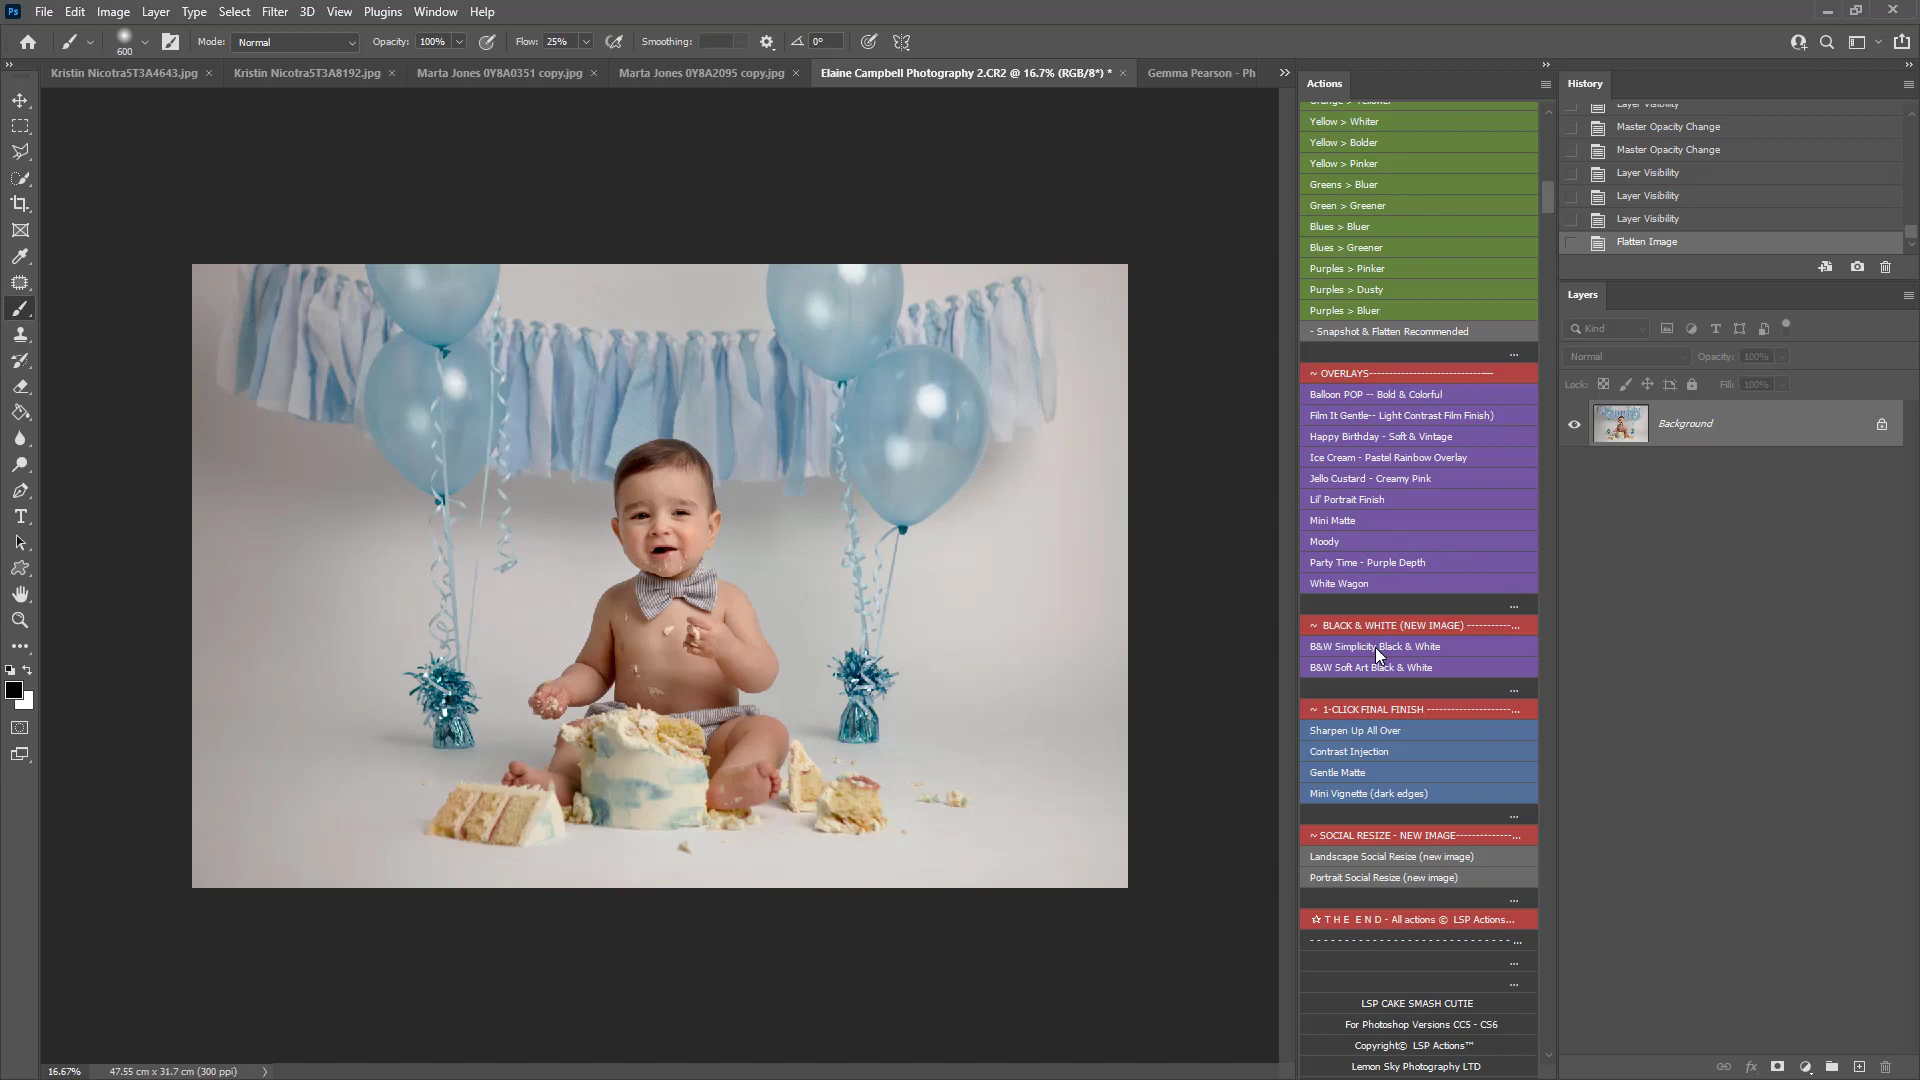 Ps File Edit Image Layer Type Select Filter 3D View Plugins Window Help
600 Mode: Normal Opacity: 100% Flow: 25% Smoothing: 0°
Kristin Nicotra5T3A4643.jpg × Kristin Nicotra5T3A8192.jpg × Marta Jones 0Y8A0351 copy.jpg × Marta Jones 0Y8A2095 copy.jpg × Elaine Campbell Photography 2.CR2 @ 16.7% (RGB/8*) * × Gemma Pearson - Ph
Actions
Orange > Yellower
Yellow > Whiter
Yellow > Bolder
Yellow > Pinker
Greens > Bluer
Green > Greener
Blues > Bluer
Blues > Greener
Purples > Pinker
Purples > Dusty
Purples > Bluer
- Snapshot & Flatten Recommended
...
~ OVERLAYS-------------------------------
Balloon POP -- Bold & Colorful
Film It Gentle-- Light Contrast Film Finish)
Happy Birthday - Soft & Vintage
Ice Cream - Pastel Rainbow Overlay
Jello Custard - Creamy Pink
Lil' Portrait Finish
Mini Matte
Moody
Party Time - Purple Depth
White Wagon
...
~ BLACK & WHITE (NEW IMAGE) -----------...
B&W Simplicity Black & White
B&W Soft Art Black & White
...
~ 1-CLICK FINAL FINISH ---------------------...
Sharpen Up All Over
Contrast Injection
Gentle Matte
Mini Vignette (dark edges)
...
~ SOCIAL RESIZE - NEW IMAGE--------------...
Landscape Social Resize (new image)
Portrait Social Resize (new image)
...
☆ T H E E N D - All actions © LSP Actions...
- - - - - - - - - - - - - - - - - - - - - - - - - - - - - ...
...
...
LSP CAKE SMASH CUTIE
For Photoshop Versions CC5 - CS6
Copyright© LSP Actions™
Lemon Sky Photography LTD
History
Layer Visibility
Master Opacity Change
Master Opacity Change
Layer Visibility
Layer Visibility
Layer Visibility
Flatten Image
Layers
Kind
Normal Opacity: 100%
Lock: Fill: 100%
Background
16.67% 47.55 cm x 31.7 cm (300 ppi)